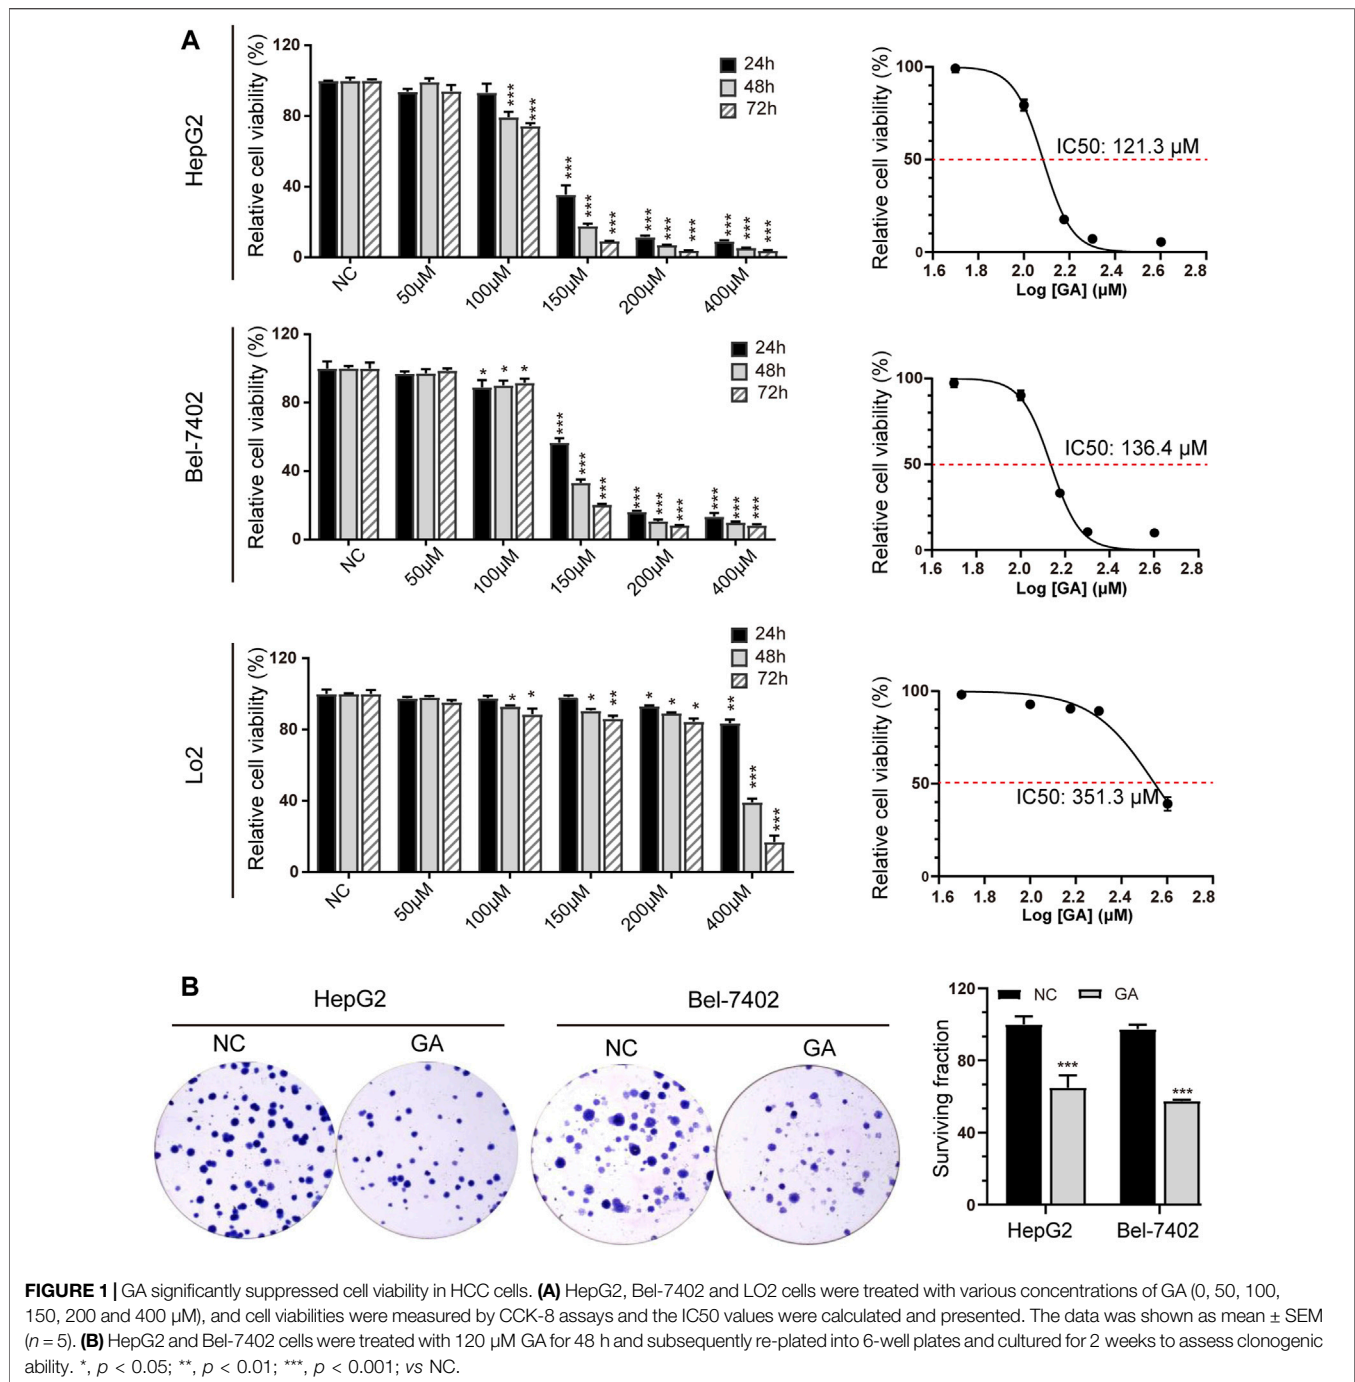 A
HepG2
Relative cell viability (%)
120
80
40
0
24h
48h
72h
***
***
***
***
***
***
***
***
***
***
***
NC
50μM
100μM
150μM
200μM
400μM
Relative cell viability (%)
100
50
0
IC50: 121.3 μM
1.6 2.0 2.2 2.4 2.6 2.8
Log [GA] (μM)
Bel-7402
Relative cell viability (%)
120
80
40
0
24h
48h
72h
* * *
***
***
***
***
***
***
***
***
***
NC
50μM
100μM
150μM
200μM
400μM
Relative cell viability (%)
100
50
0
IC50: 136.4 μM
1.6 1.8 2.0 2.2 2.4 2.6 2.8
Log [GA] (μM)
Lo2
Relative cell viability (%)
120
80
40
0
24h
48h
72h
* *
* **
* * *
**
***
***
NC
50μM
100μM
150μM
200μM
400μM
Relative cell viability (%)
100
50
0
IC50: 351.3 μM
1.6 1.8 2.0 2.2 2.4 2.6 2.8
Log [GA] (μM)
B
HepG2
NC GA
Bel-7402
NC GA
Surviving fraction
120
80
40
0
NC GA
***
***
HepG2 Bel-7402
FIGURE 1 | GA significantly suppressed cell viability in HCC cells. (A) HepG2, Bel-7402 and LO2 cells were treated with various concentrations of GA (0, 50, 100,
150, 200 and 400 μM), and cell viabilities were measured by CCK-8 assays and the IC50 values were calculated and presented. The data was shown as mean ± SEM
(n = 5). (B) HepG2 and Bel-7402 cells were treated with 120 μM GA for 48 h and subsequently re-plated into 6-well plates and cultured for 2 weeks to assess clonogenic
ability. *, p < 0.05; **, p < 0.01; ***, p < 0.001; vs NC.